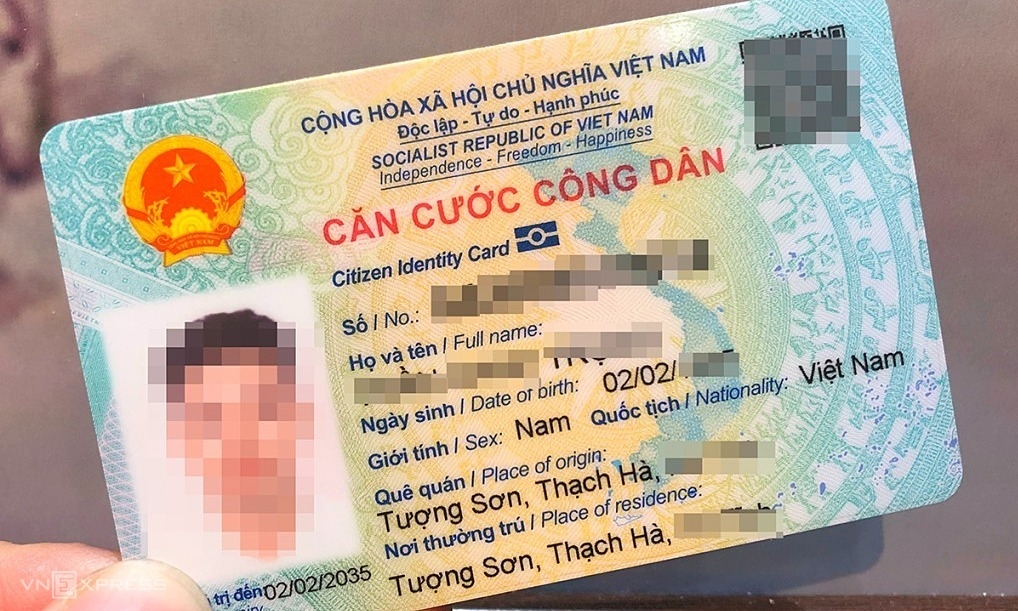 CỘNG HÒA XÃ HỘI CHỦ NGHĨA VIỆT NAM
Độc lập - Tự do - Hạnh phúc
SOCIALIST REPUBLIC OF VIET NAM
Independence - Freedom - Happiness
CĂN CƯỚC CÔNG DÂN
Citizen Identity Card
Số / No.:
Họ và tên / Full name:
Ngày sinh / Date of birth: 02/02/
Giới tính / Sex: Nam Quốc tịch / Nationality: Việt Nam
Quê quán / Place of origin:
Tượng Sơn, Thạch Hà,
Nơi thường trú / Place of residence:
Tượng Sơn, Thạch Hà,
trị đến 02/02/2035
VIỆT NAM
VNEXPRESS